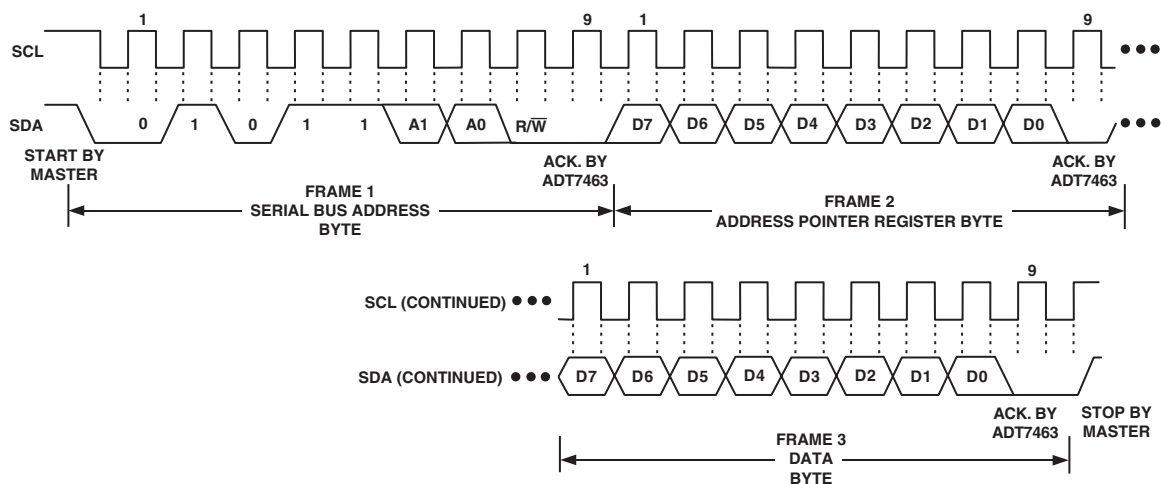 1 9 1 9
SCL
SDA 0 1 0 1 1 A1 A0 R/W̅ D7 D6 D5 D4 D3 D2 D1 D0
START BY MASTER
ACK. BY ADT7463
ACK. BY ADT7463
FRAME 1
SERIAL BUS ADDRESS
BYTE
FRAME 2
ADDRESS POINTER REGISTER BYTE
1 9
SCL (CONTINUED)
SDA (CONTINUED) D7 D6 D5 D4 D3 D2 D1 D0
ACK. BY ADT7463
STOP BY MASTER
FRAME 3
DATA
BYTE